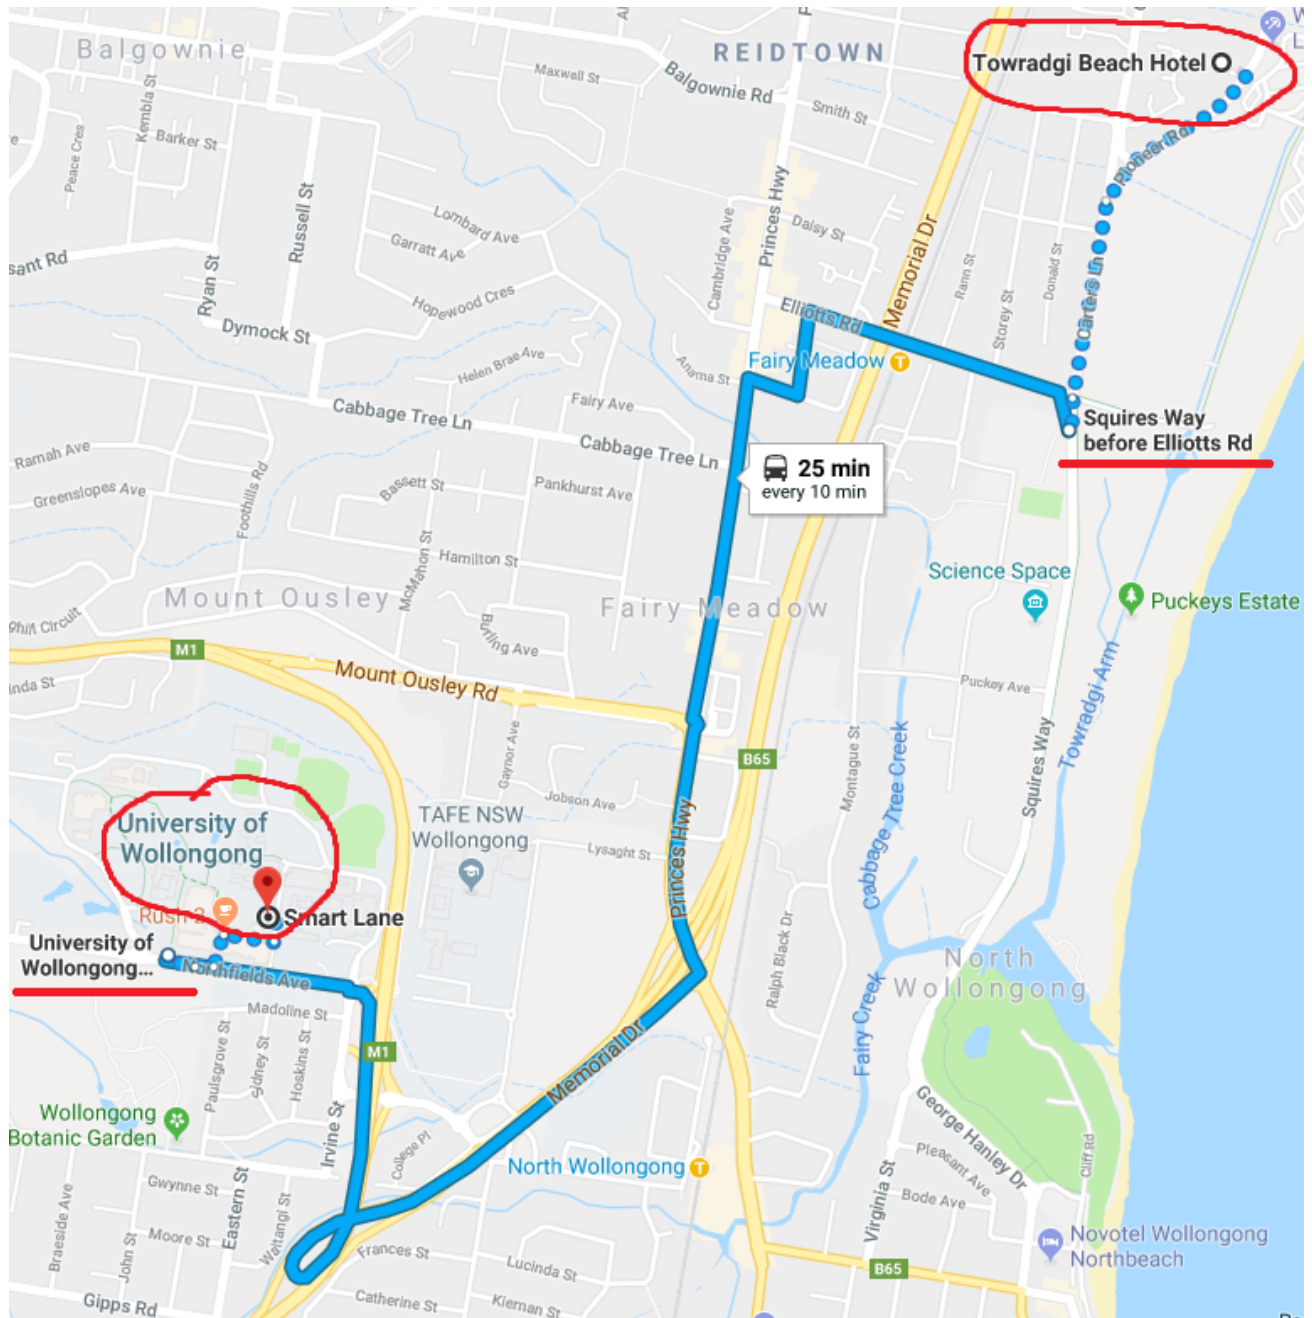 Balgownie
REIDTOWN
Towradgi Beach Hotel
Maxwell St
Balgownie Rd
Smith St
Kembla St
Barker St
Peace Cres
Pioneer Rd
Russell St
Lombard Ave
Garratt Ave
Princes Hwy
Cambridge Ave
Daisy St
Memorial Dr
Rann St
Donald St
Storey St
Carters Ln
sant Rd
Ryan St
Hopewood Cres
Dymock St
Elliotts Rd
Helen Brae Ave
Anama St
Fairy Meadow
Fairy Ave
Cabbage Tree Ln
Cabbage Tree Ln
Squires Way
before Elliotts Rd
25 min
every 10 min
Ramah Ave
Greenslopes Ave
Foothills Rd
Bassett St
Pankhurst Ave
McMahon St
Hamilton St
Science Space
Puckeys Estate
Mount Ousley
Fairy Meadow
ghill Circuit
Burling Ave
M1
Mount Ousley Rd
inda St
Puckey Ave
Towradgi Arm
Squires Way
Gaynor Ave
B65
Montague St
Cabbage Tree Creek
Jobson Ave
University of
Wollongong
TAFE NSW
Wollongong
Lysaght St
Princes Hwy
Rush 2
Smart Lane
University of
Wollongong...
Northfields Ave
Ralph Black Dr
North
Wollongong
Madoline St
Paulsgrove St
Sidney St
Hoskins St
M1
Memorial Dr
Fairy Creek
Wollongong
Botanic Garden
Irvine St
College Pl
George Hanley Dr
Pleasant Ave
Cliff Rd
North Wollongong
Gwynne St
Braeside Ave
Eastern St
Waitangi St
Virginia St
Bode Ave
Moore St
John St
Frances St
Lucinda St
Novotel Wollongong
Northbeach
B65
Gipps Rd
Catherine St
Kiernan St